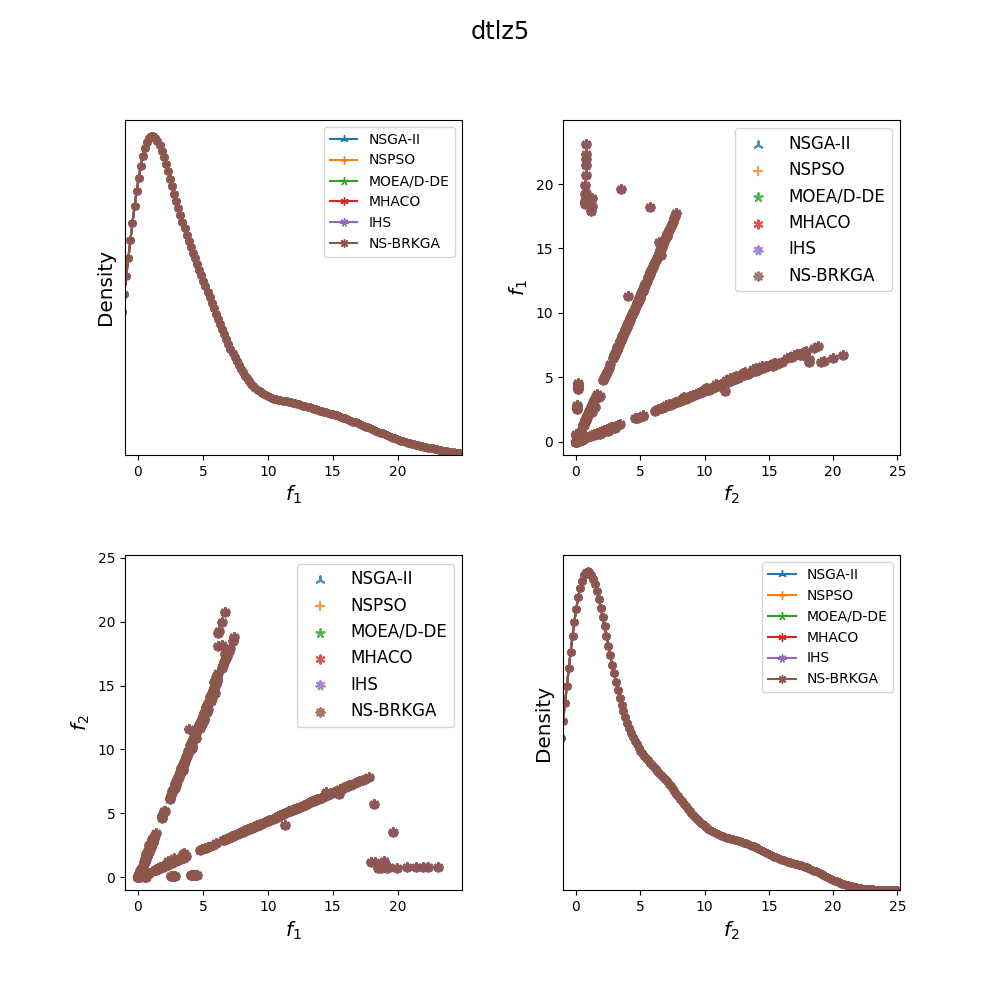 dtlz5
Density
NSGA-II
NSPSO
MOEA/D-DE
MHACO
IHS
NS-BRKGA
0 5 10 15 20
f1
f1
20
15
10
5
0
NSGA-II
NSPSO
MOEA/D-DE
MHACO
IHS
NS-BRKGA
0 5 10 15 20 25
f2
f2
25
20
15
10
5
0
NSGA-II
NSPSO
MOEA/D-DE
MHACO
IHS
NS-BRKGA
0 5 10 15 20
f1
Density
NSGA-II
NSPSO
MOEA/D-DE
MHACO
IHS
NS-BRKGA
0 5 10 15 20 25
f2